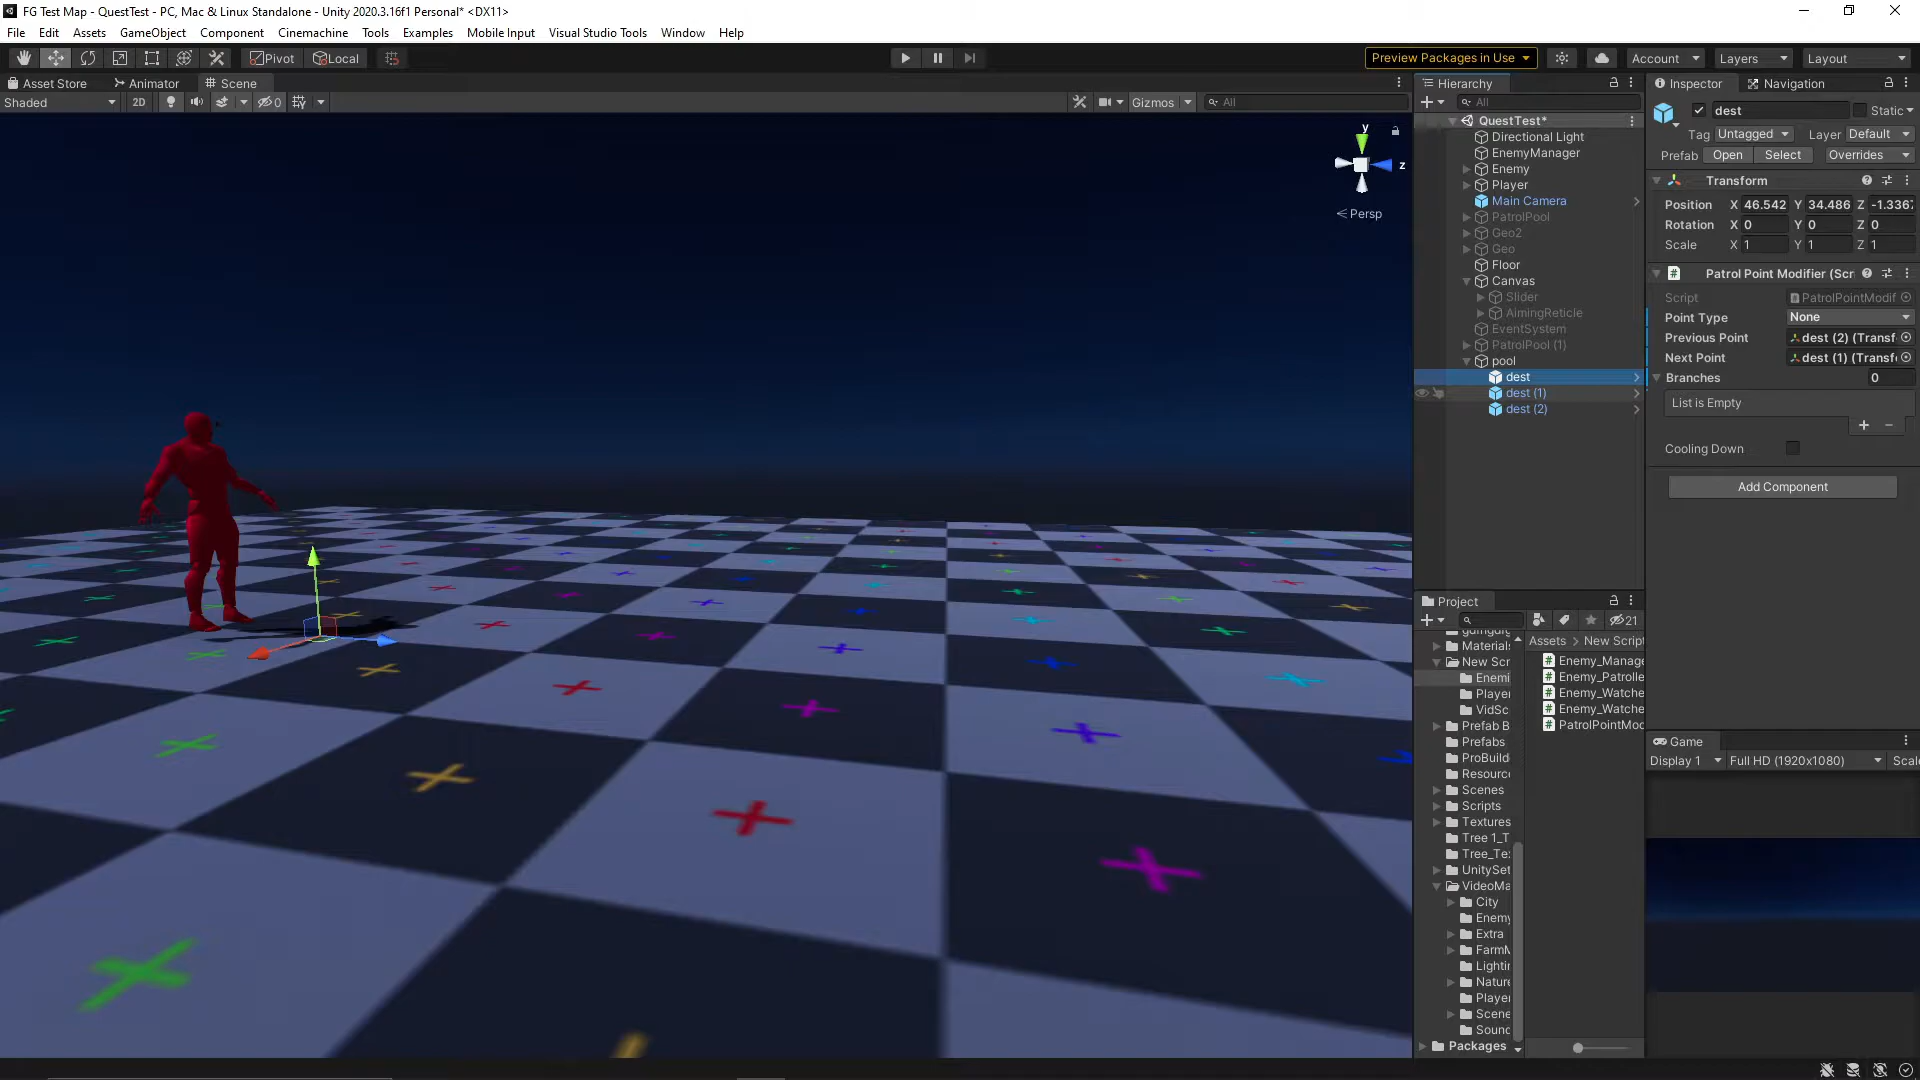 FG Test Map - QuestTest - PC, Mac & Linux Standalone - Unity 2020.3.16f1 Personal* <DX11>
File Edit Assets GameObject Component Cinemachine Tools Examples Mobile Input Visual Studio Tools Window Help
Pivot Local Preview Packages in Use Account Layers Layout
Asset Store Animator Scene
Shaded 2D 0 Gizmos All
y
z
Persp
Hierarchy
All
QuestTest*
Directional Light
EnemyManager
Enemy
Player
Main Camera
PatrolPool
Geo2
Geo
Floor
Canvas
Slider
AimingReticle
EventSystem
PatrolPool (1)
pool
dest
dest (1)
dest (2)
Inspector Navigation
dest Static
Tag Untagged Layer Default
Prefab Open Select Overrides
Transform
Position X 46.542 Y 34.486 Z -1.3367
Rotation X 0 Y 0 Z 0
Scale X 1 Y 1 Z 1
# Patrol Point Modifier (Scr
Script PatrolPointModif
Point Type None
Previous Point dest (2) (Transf
Next Point dest (1) (Transf
Branches 0
List is Empty
Cooling Down
Add Component
Project
21
Materials
New Scr
Enemi
Player
VidSc
Prefab B
Prefabs
ProBuild
Resourc
Scenes
Scripts
Textures
Tree 1_T
Tree_Te
UnitySet
VideoMa
City
Enemy
Extra
FarmM
Lightin
Nature
Player
Scene
Sound
Packages
Assets > New Script
Enemy_Manage
Enemy_Patrolle
Enemy_Watche
Enemy_Watche
PatrolPointMod
Game
Display 1 Full HD (1920x1080) Scale